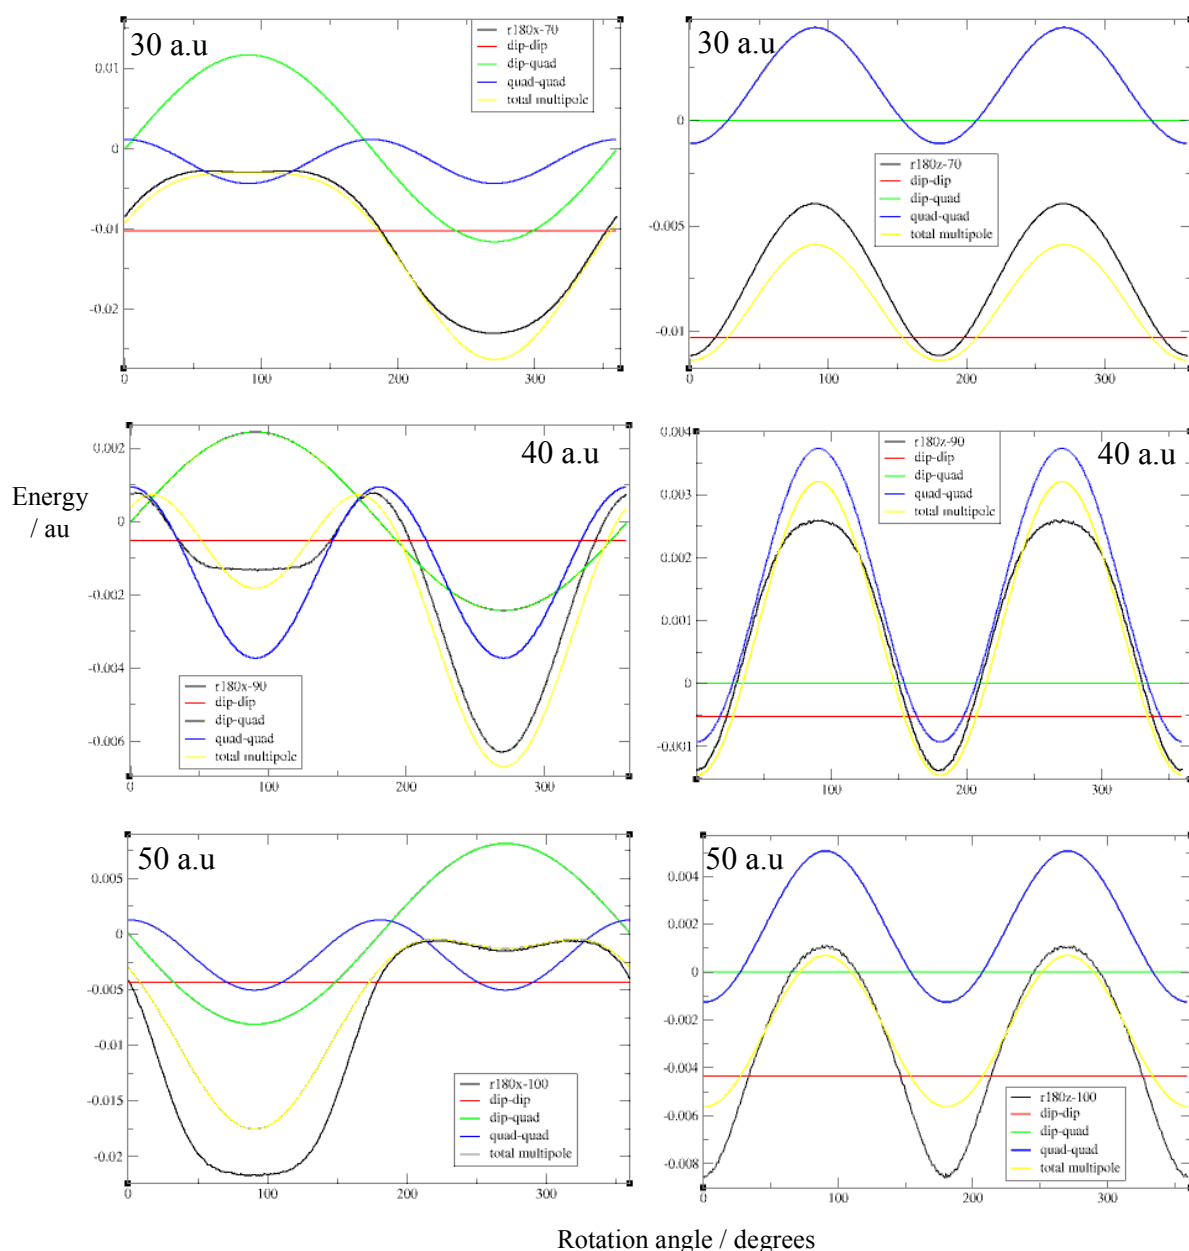 30 a.u
r180x-70
dip-dip
dip-quad
quad-quad
total multipole
0.01
0
-0.01
-0.02
0 100 200 300
30 a.u
r180z-70
dip-dip
dip-quad
quad-quad
total multipole
0
-0.005
-0.01
0 100 200 300
Energy
/ au
40 a.u
r180x-90
dip-dip
dip-quad
quad-quad
total multipole
0.002
0
-0.002
-0.004
-0.006
0 100 200 300
40 a.u
r180z-90
dip-dip
dip-quad
quad-quad
total multipole
0.004
0.003
0.002
0.001
0
-0.001
100 200 300
50 a.u
r180x-100
dip-dip
dip-quad
quad-quad
total multipole
0.005
0
-0.005
-0.01
-0.015
-0.02
0 100 200 300
50 a.u
r180z-100
dip-dip
dip-quad
quad-quad
total multipole
0.004
0.002
0
-0.002
-0.004
-0.006
-0.008
0 100 200 300
Rotation angle / degrees